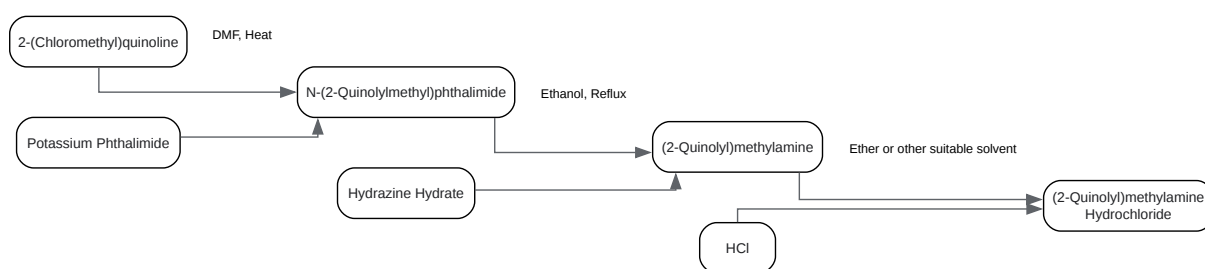 2-(Chloromethyl)quinoline
DMF, Heat
N-(2-Quinolylmethyl)phthalimide
Ethanol, Reflux
Potassium Phthalimide
(2-Quinolyl)methylamine
Ether or other suitable solvent
Hydrazine Hydrate
(2-Quinolyl)methylamine
Hydrochloride
HCl